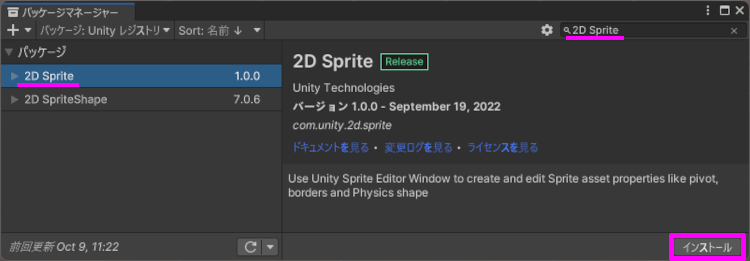 パッケージマネージャー
パッケージ: Unity レジストリ Sort: 名前 ↓ 2D Sprite
パッケージ
2D Sprite 1.0.0
2D SpriteShape 7.0.6
2D Sprite Release
Unity Technologies
バージョン 1.0.0 - September 19, 2022
com.unity.2d.sprite
ドキュメントを見る • 変更ログを見る • ライセンスを見る
Use Unity Sprite Editor Window to create and edit Sprite asset properties like pivot,
borders and Physics shape
前回更新 Oct 9, 11:22
インストール